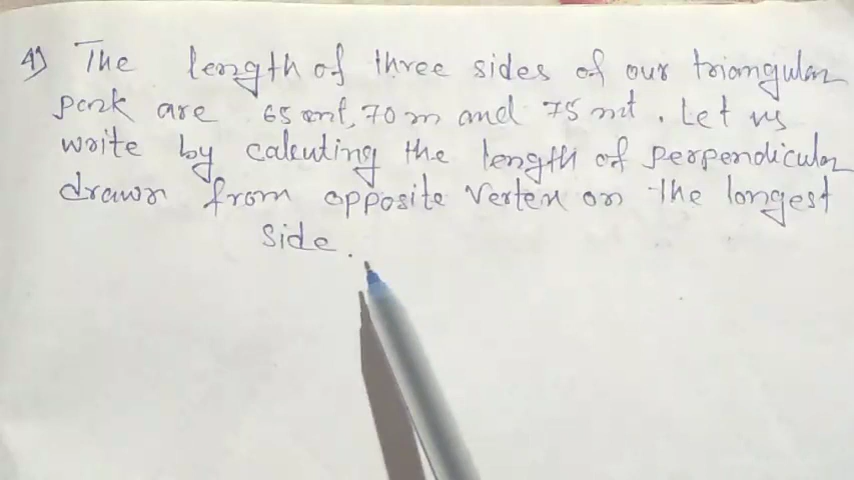 4) The length of three sides of our triangular
park are 65 mt, 70 m and 75 mt. Let us
write by calcuting the length of perpendicular
drawn from opposite vertex on the longest
side.